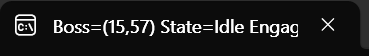 Boss=(15,57) State=Idle Engag